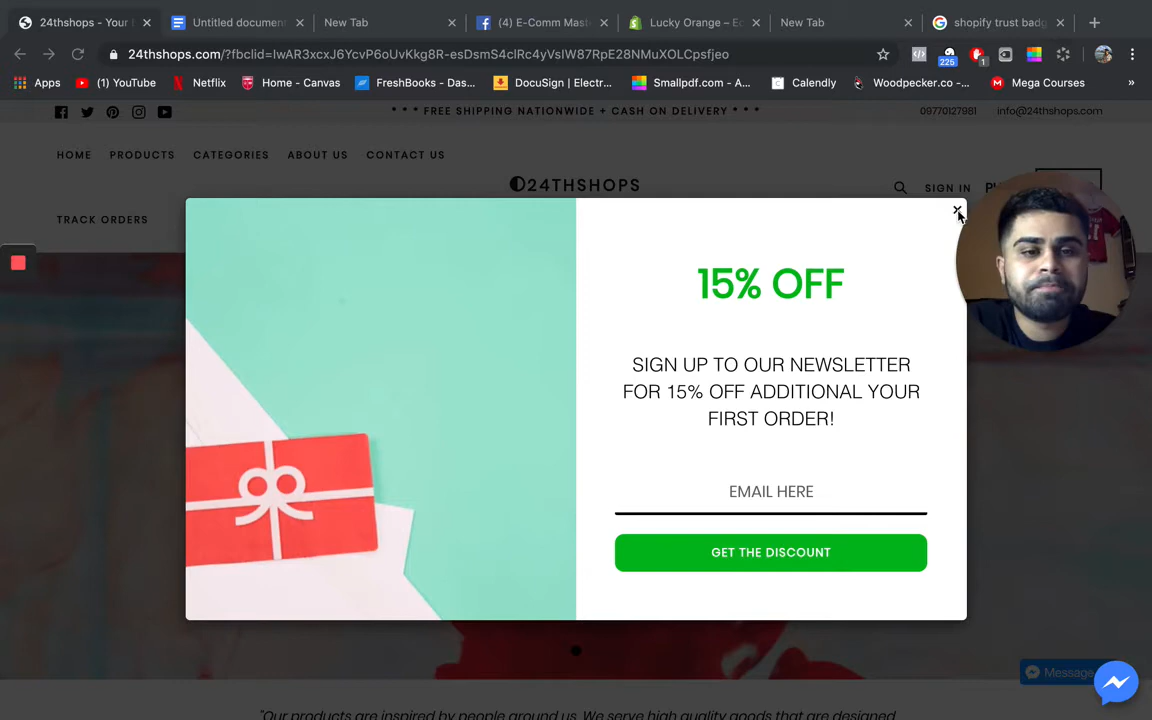 24thshops - Your
Untitled document
New Tab
(4) E-Comm Mast
Lucky Orange – Ec
New Tab
shopify trust badg
24thshops.com/?fbclid=IwAR3xcxJ6YcvP6oUvKkg8R-esDsmS4clRc4yVsIW87RpE28NMuXOLCpsfjeo
225
1
Apps
(1) YouTube
Netflix
Home - Canvas
FreshBooks - Das...
DocuSign | Electr...
Smallpdf.com - A...
Calendly
Woodpecker.co -...
Mega Courses
»
* * * FREE SHIPPING NATIONWIDE + CASH ON DELIVERY * * *
09770127981
info@24thshops.com
HOME
PRODUCTS
CATEGORIES
ABOUT US
CONTACT US
24THSHOPS
SIGN IN
TRACK ORDERS
15% OFF
SIGN UP TO OUR NEWSLETTER
FOR 15% OFF ADDITIONAL YOUR
FIRST ORDER!
EMAIL HERE
GET THE DISCOUNT
Message
"Our products are inspired by people around us. We serve high quality goods that are designed